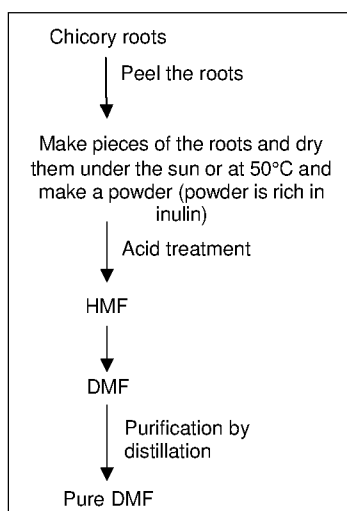 Chicory roots
Peel the roots
Make pieces of the roots and dry
them under the sun or at 50°C and
make a powder (powder is rich in
inulin)
Acid treatment
HMF
DMF
Purification by
distillation
Pure DMF